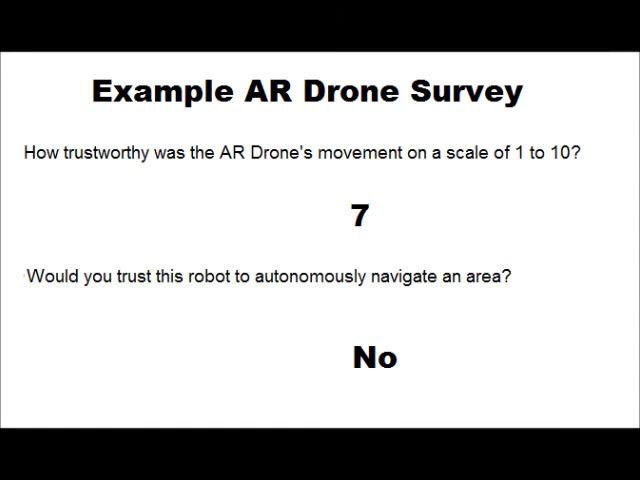 Example AR Drone Survey
How trustworthy was the AR Drone's movement on a scale of 1 to 10?
7
Would you trust this robot to autonomously navigate an area?
No